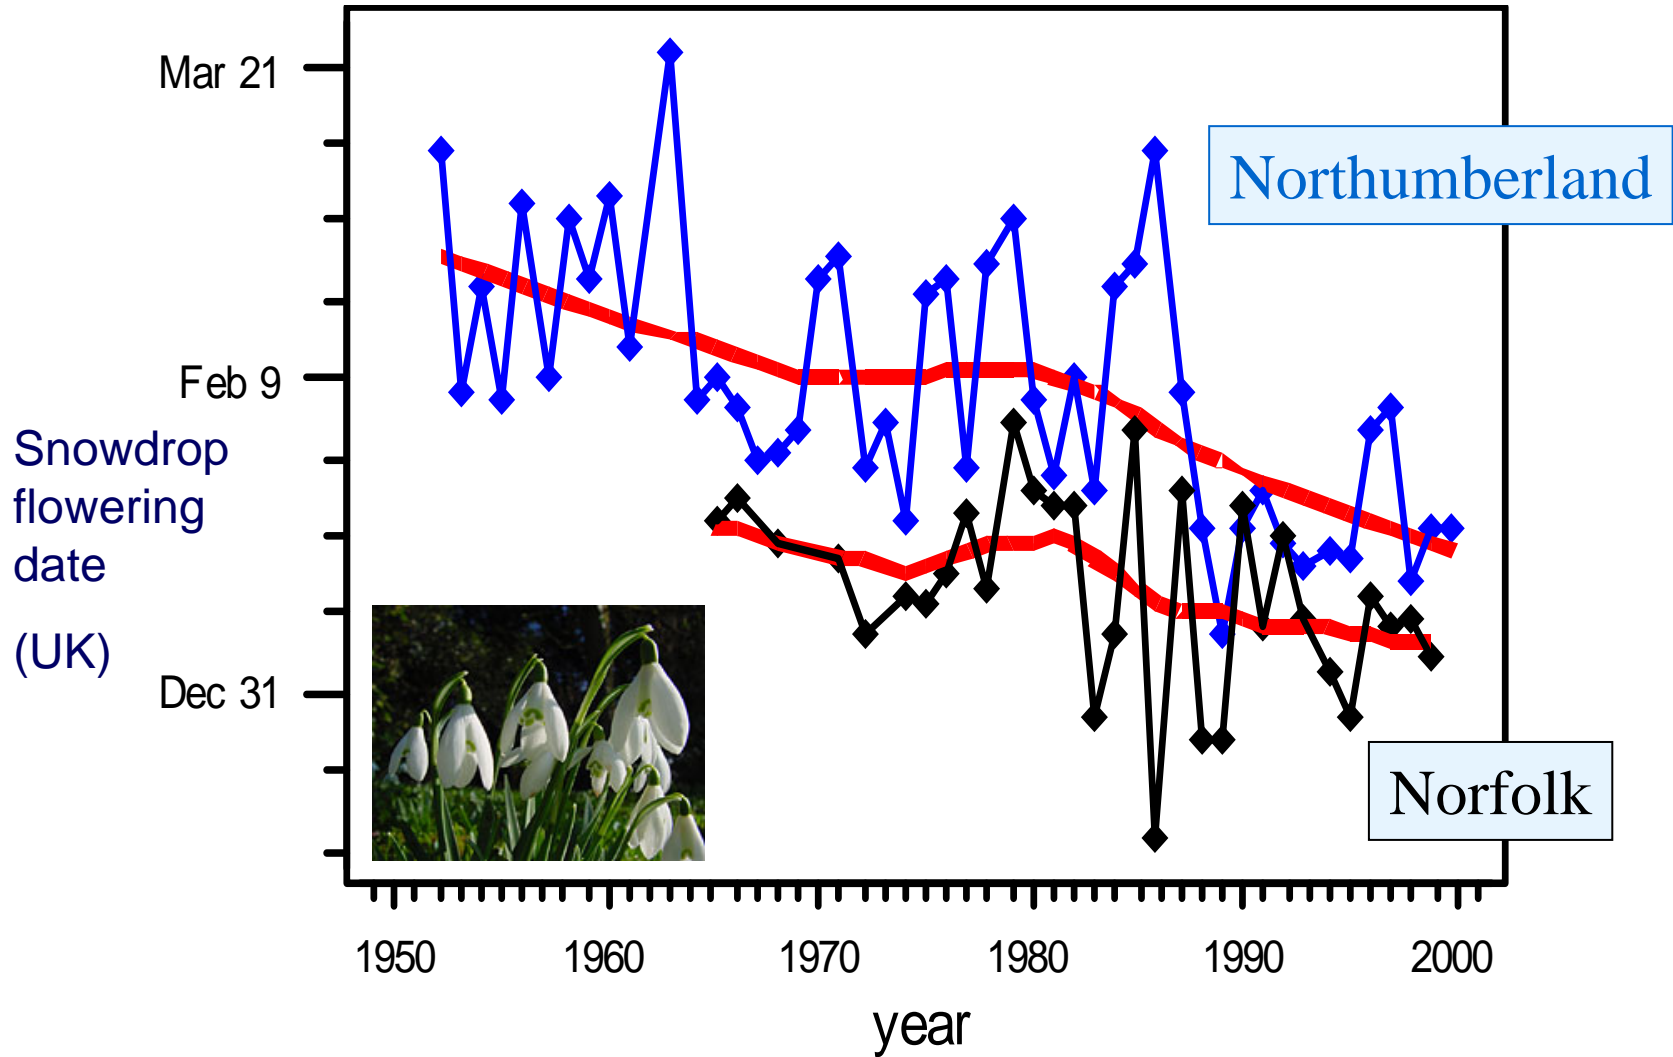 Mar 21
Northumberland
Feb 9
Snowdrop
flowering
date
(UK)
Dec 31
Norfolk
1950 1960 1970 1980 1990 2000
year